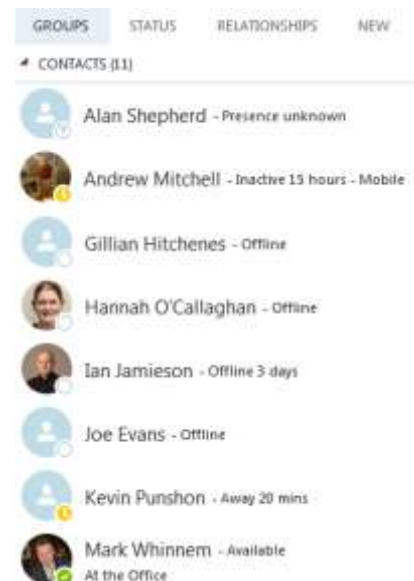 GROUPS STATUS RELATIONSHIPS NEW
CONTACTS (11)
Alan Shepherd - Presence unknown
Andrew Mitchell - Inactive 15 hours - Mobile
Gillian Hitchenes - Offline
Hannah O'Callaghan - Offline
Ian Jamieson - Offline 3 days
Joe Evans - Offline
Kevin Punshon - Away 20 mins
Mark Whinnem - Available
At the Office